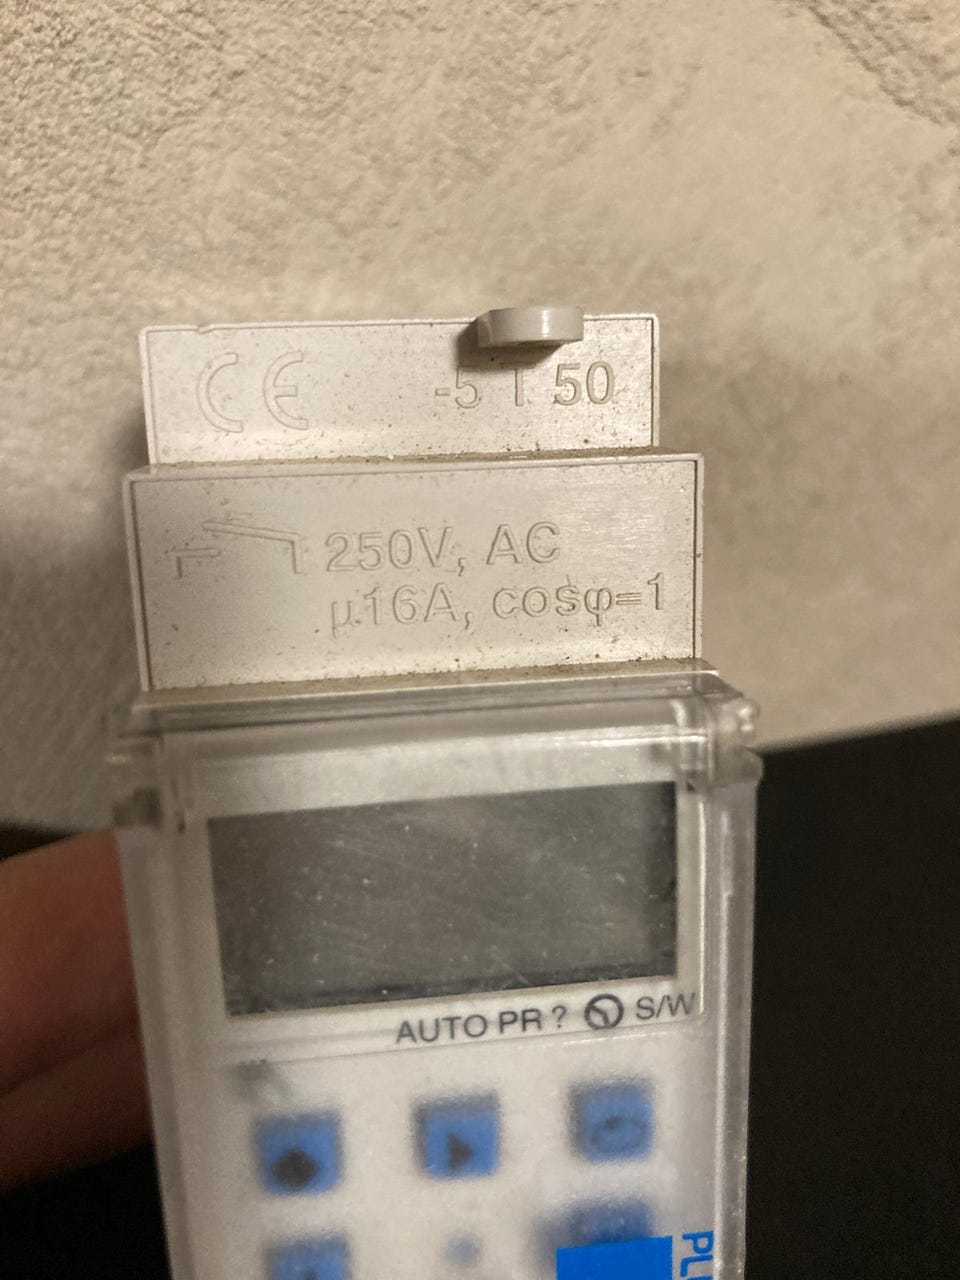 CE -5 T 50
250V, AC
µ16A, cosφ=1
AUTO PR ? S/W